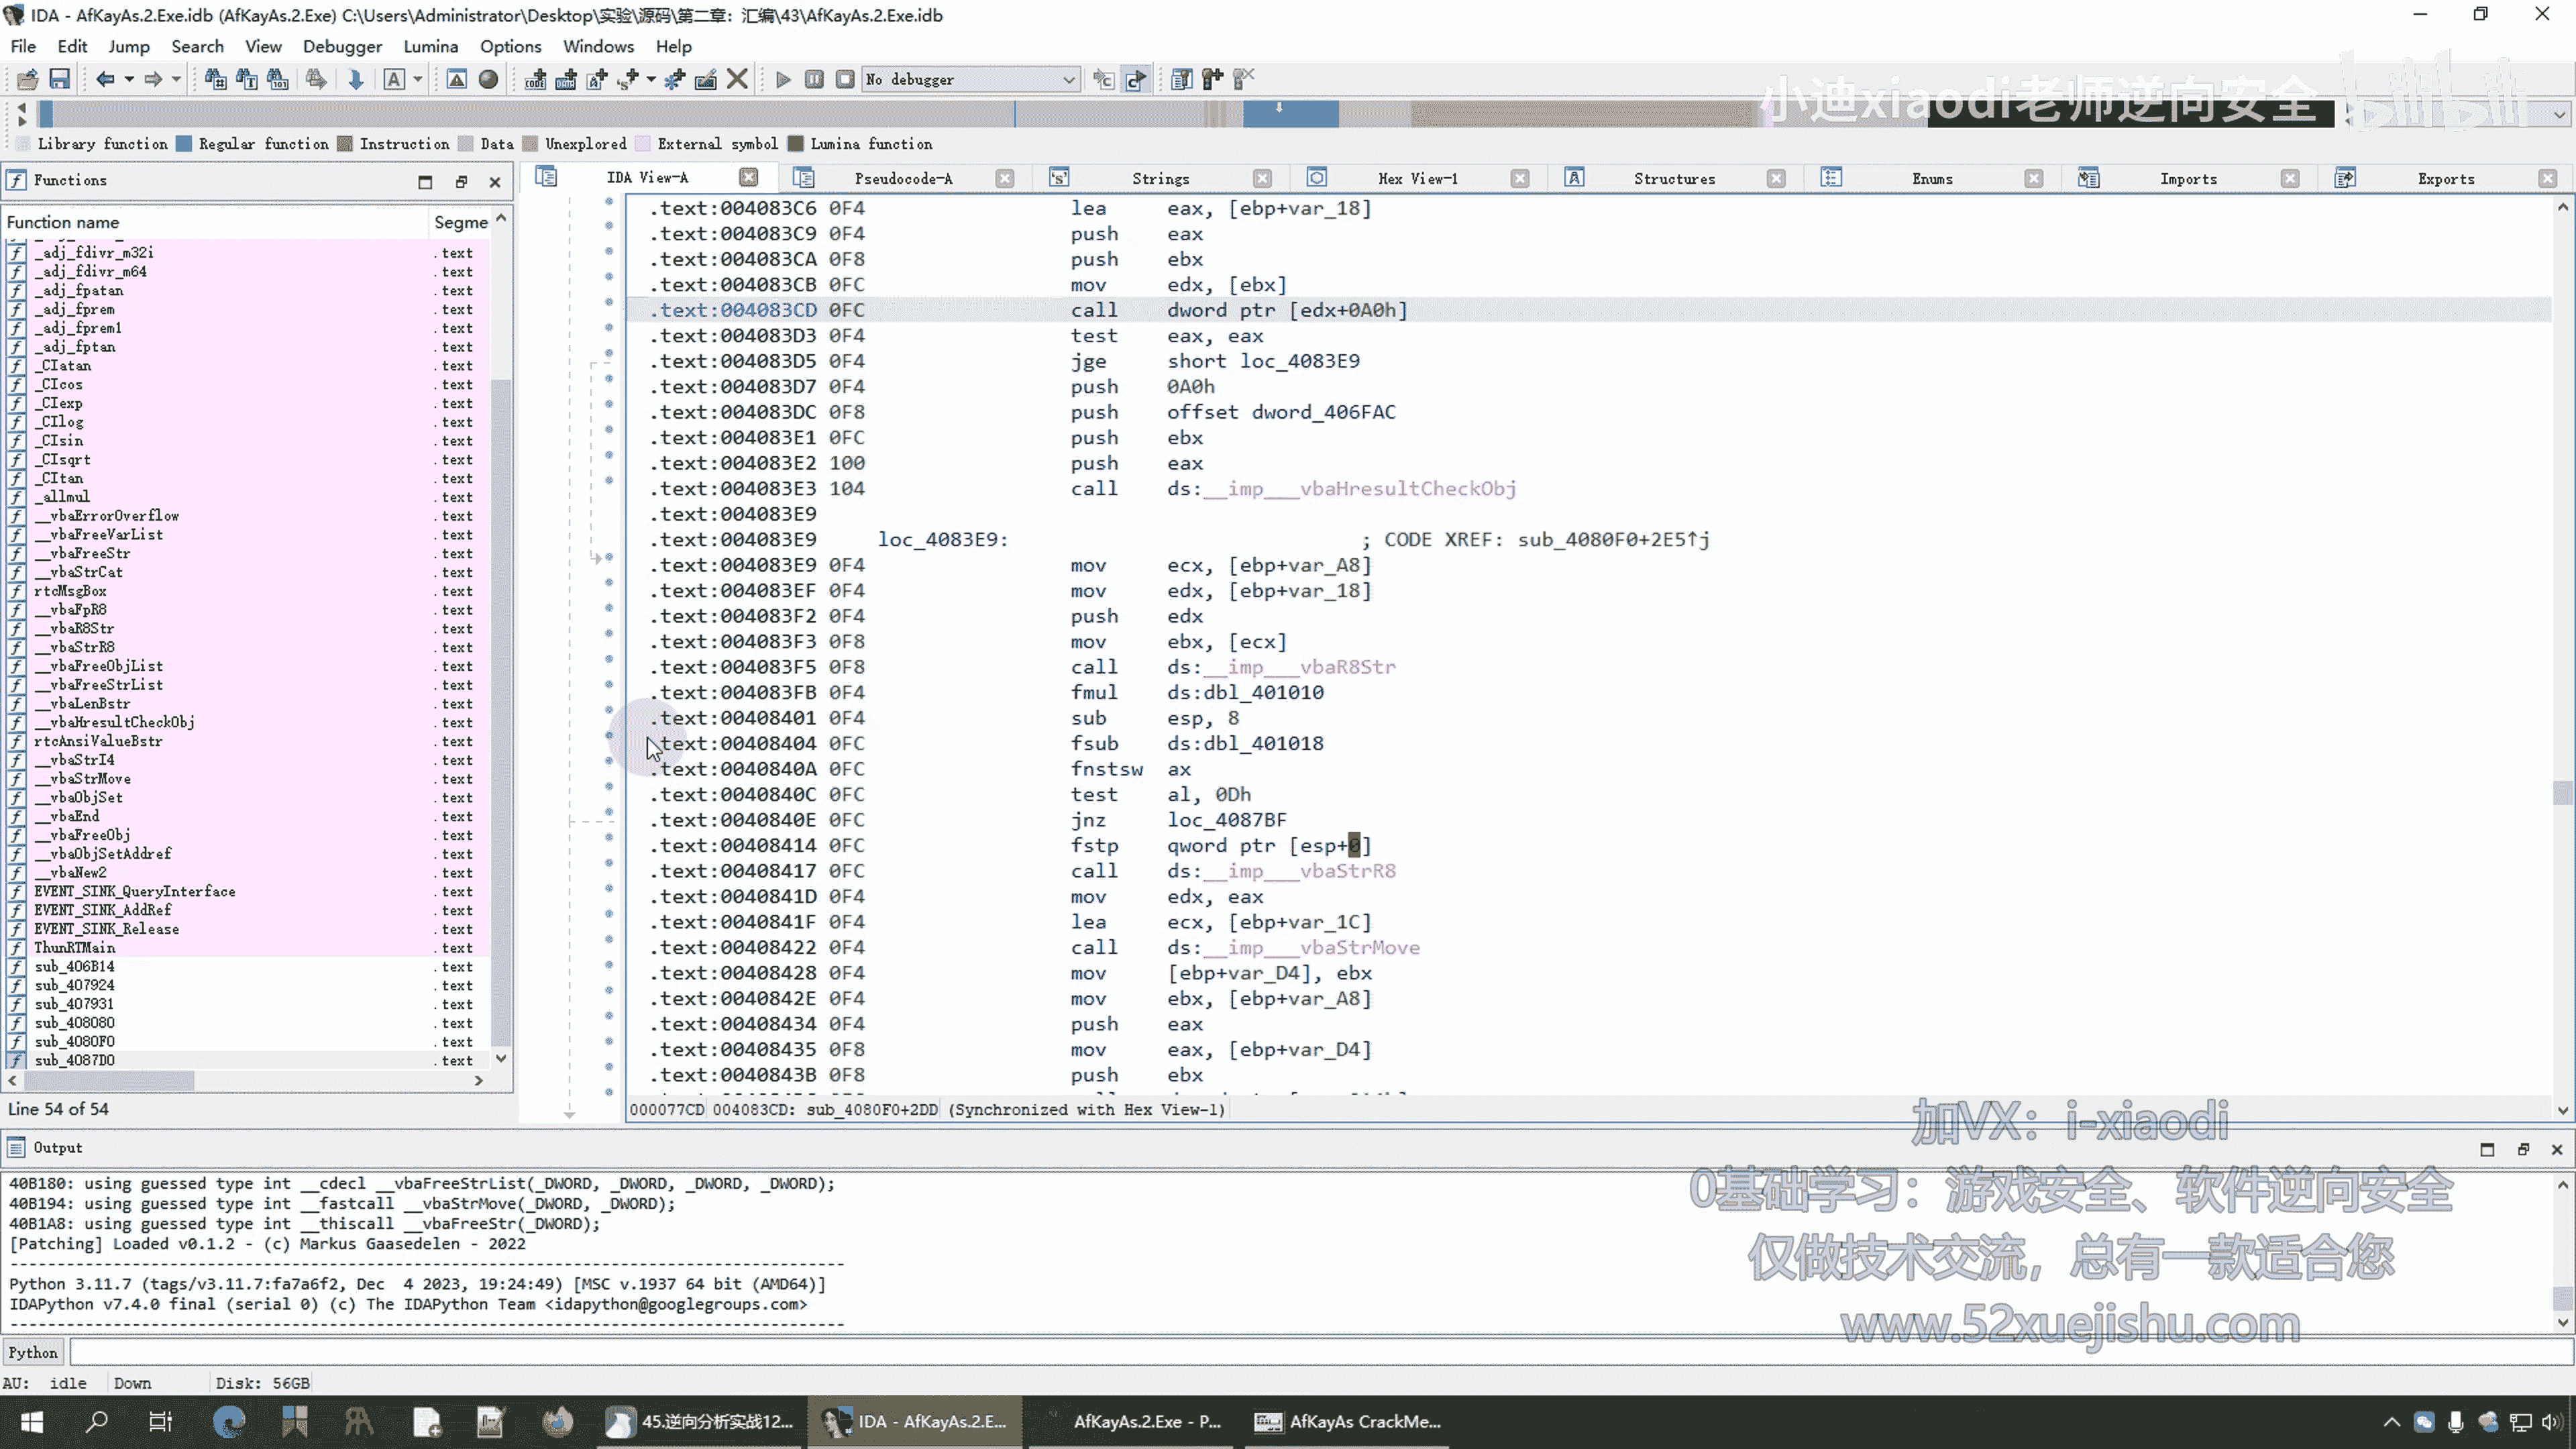 IDA - AfKayAs.2.Exe.idb (AfKayAs.2.Exe) C:\Users\Administrator\Desktop\实验\源码\第二章：汇编\43\AfKayAs.2.Exe.idb
File Edit Jump Search View Debugger Lumina Options Windows Help
No debugger
小迪xiaodi老师逆向安全 bilibili
Library function Regular function Instruction Data Unexplored External symbol Lumina function
Functions
IDA View-A Pseudocode-A Strings Hex View-1 Structures Enums Imports Exports
Function name Segme
_adj_fdivr_m32i .text
_adj_fdivr_m64 .text
_adj_fpatan .text
_adj_fprem .text
_adj_fprem1 .text
_adj_fptan .text
_CIatan .text
_CIcos .text
_CIexp .text
_CIlog .text
_CIsin .text
_CIsqrt .text
_CItan .text
_allmul .text
__vbaErrorOverflow .text
__vbaFreeVarList .text
__vbaFreeStr .text
__vbaStrCat .text
rtcMsgBox .text
__vbaFpR8 .text
__vbaR8Str .text
__vbaStrR8 .text
__vbaFreeObjList .text
__vbaFreeStrList .text
__vbaLenBstr .text
__vbaHresultCheckObj .text
rtcAnsiValueBstr .text
__vbaStrI4 .text
__vbaStrMove .text
__vbaObjSet .text
__vbaEnd .text
__vbaFreeObj .text
__vbaObjSetAddref .text
__vbaNew2 .text
EVENT_SINK_QueryInterface .text
EVENT_SINK_AddRef .text
EVENT_SINK_Release .text
ThunRTMain .text
sub_406B14 .text
sub_407924 .text
sub_407931 .text
sub_408080 .text
sub_4080F0 .text
sub_4087D0 .text
Line 54 of 54
.text:004083C6 0F4 lea eax, [ebp+var_18]
.text:004083C9 0F4 push eax
.text:004083CA 0F8 push ebx
.text:004083CB 0FC mov edx, [ebx]
.text:004083CD 0FC call dword ptr [edx+0A0h]
.text:004083D3 0F4 test eax, eax
.text:004083D5 0F4 jge short loc_4083E9
.text:004083D7 0F4 push 0A0h
.text:004083DC 0F8 push offset dword_406FAC
.text:004083E1 0FC push ebx
.text:004083E2 100 push eax
.text:004083E3 104 call ds:__imp___vbaHresultCheckObj
.text:004083E9
.text:004083E9 loc_4083E9: ; CODE XREF: sub_4080F0+2E5↑j
.text:004083E9 0F4 mov ecx, [ebp+var_A8]
.text:004083EF 0F4 mov edx, [ebp+var_18]
.text:004083F2 0F4 push edx
.text:004083F3 0F8 mov ebx, [ecx]
.text:004083F5 0F8 call ds:__imp___vbaR8Str
.text:004083FB 0F4 fmul ds:dbl_401010
.text:00408401 0F4 sub esp, 8
.text:00408404 0FC fsub ds:dbl_401018
.text:0040840A 0FC fnstsw ax
.text:0040840C 0FC test al, 0Dh
.text:0040840E 0FC jnz loc_4087BF
.text:00408414 0FC fstp qword ptr [esp+0]
.text:00408417 0FC call ds:__imp___vbaStrR8
.text:0040841D 0F4 mov edx, eax
.text:0040841F 0F4 lea ecx, [ebp+var_1C]
.text:00408422 0F4 call ds:__imp___vbaStrMove
.text:00408428 0F4 mov [ebp+var_D4], ebx
.text:0040842E 0F4 mov ebx, [ebp+var_A8]
.text:00408434 0F4 push eax
.text:00408435 0F8 mov eax, [ebp+var_D4]
.text:0040843B 0F8 push ebx
000077CD 004083CD: sub_4080F0+2DD (Synchronized with Hex View-1)
Output
40B180: using guessed type int __cdecl __vbaFreeStrList(_DWORD, _DWORD, _DWORD, _DWORD);
40B194: using guessed type int __fastcall __vbaStrMove(_DWORD, _DWORD);
40B1A8: using guessed type int __thiscall __vbaFreeStr(_DWORD);
[Patching] Loaded v0.1.2 - (c) Markus Gaasedelen - 2022
Python 3.11.7 (tags/v3.11.7:fa7a6f2, Dec  4 2023, 19:24:49) [MSC v.1937 64 bit (AMD64)]
IDAPython v7.4.0 final (serial 0) (c) The IDAPython Team <idapython@googlegroups.com>
加VX：i-xiaodi
0基础学习：游戏安全、软件逆向安全
仅做技术交流，总有一款适合您
www.52xuejishu.com
Python
AU: idle Down Disk: 56GB
45.逆向分析实战12... IDA - AfKayAs.2.E... AfKayAs.2.Exe - P... AfKayAs CrackMe...